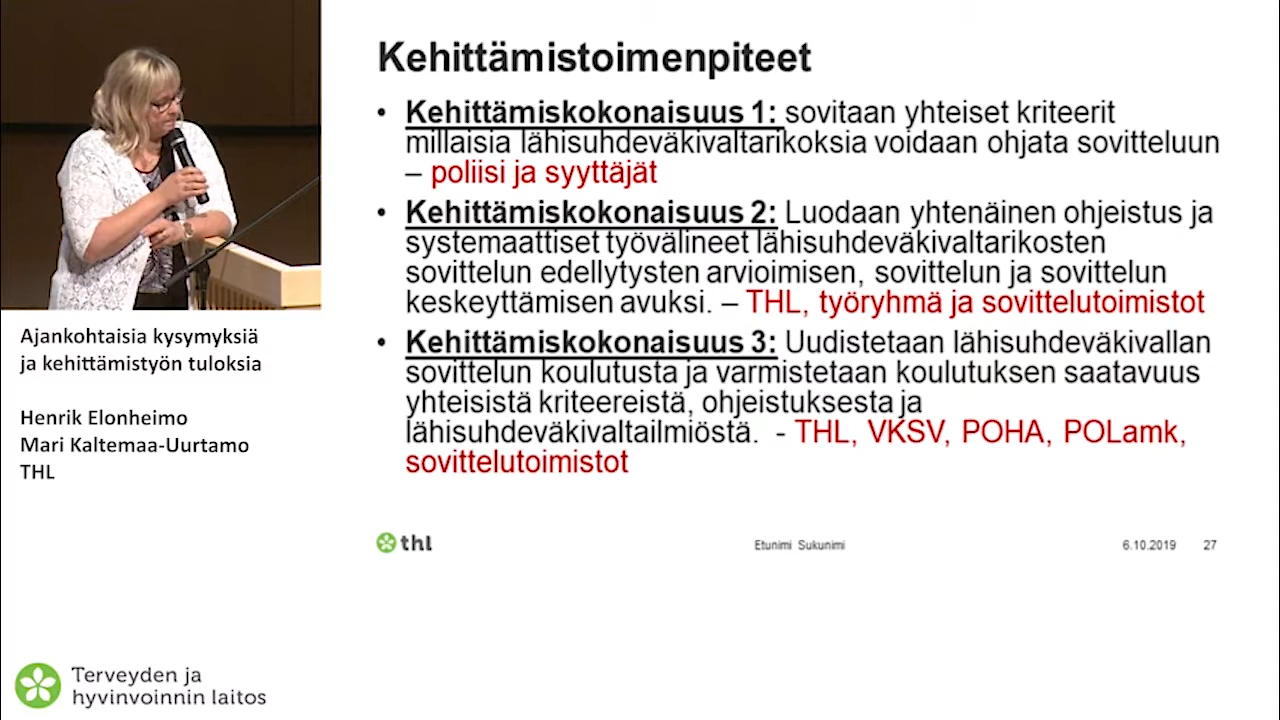 Kehittämistoimenpiteet
• Kehittämiskokonaisuus 1: sovitaan yhteiset kriteerit
millaisia lähisuhdeväkivaltarikoksia voidaan ohjata sovitteluun
– poliisi ja syyttäjät
• Kehittämiskokonaisuus 2: Luodaan yhtenäinen ohjeistus ja
systemaattiset työvälineet lähisuhdeväkivaltarikosten
sovittelun edellytysten arvioimisen, sovittelun ja sovittelun
keskeyttämisen avuksi. – THL, työryhmä ja sovittelutoimistot
• Kehittämiskokonaisuus 3: Uudistetaan lähisuhdeväkivallan
sovittelun koulutusta ja varmistetaan koulutuksen saatavuus
yhteisistä kriteereistä, ohjeistuksesta ja
lähisuhdeväkivaltailmiöstä. - THL, VKSV, POHA, POLamk,
sovittelutoimistot
thl
Etunimi Sukunimi
6.10.2019 27
Ajankohtaisia kysymyksiä
ja kehittämistyön tuloksia
Henrik Elonheimo
Mari Kaltemaa-Uurtamo
THL
Terveyden ja
hyvinvoinnin laitos